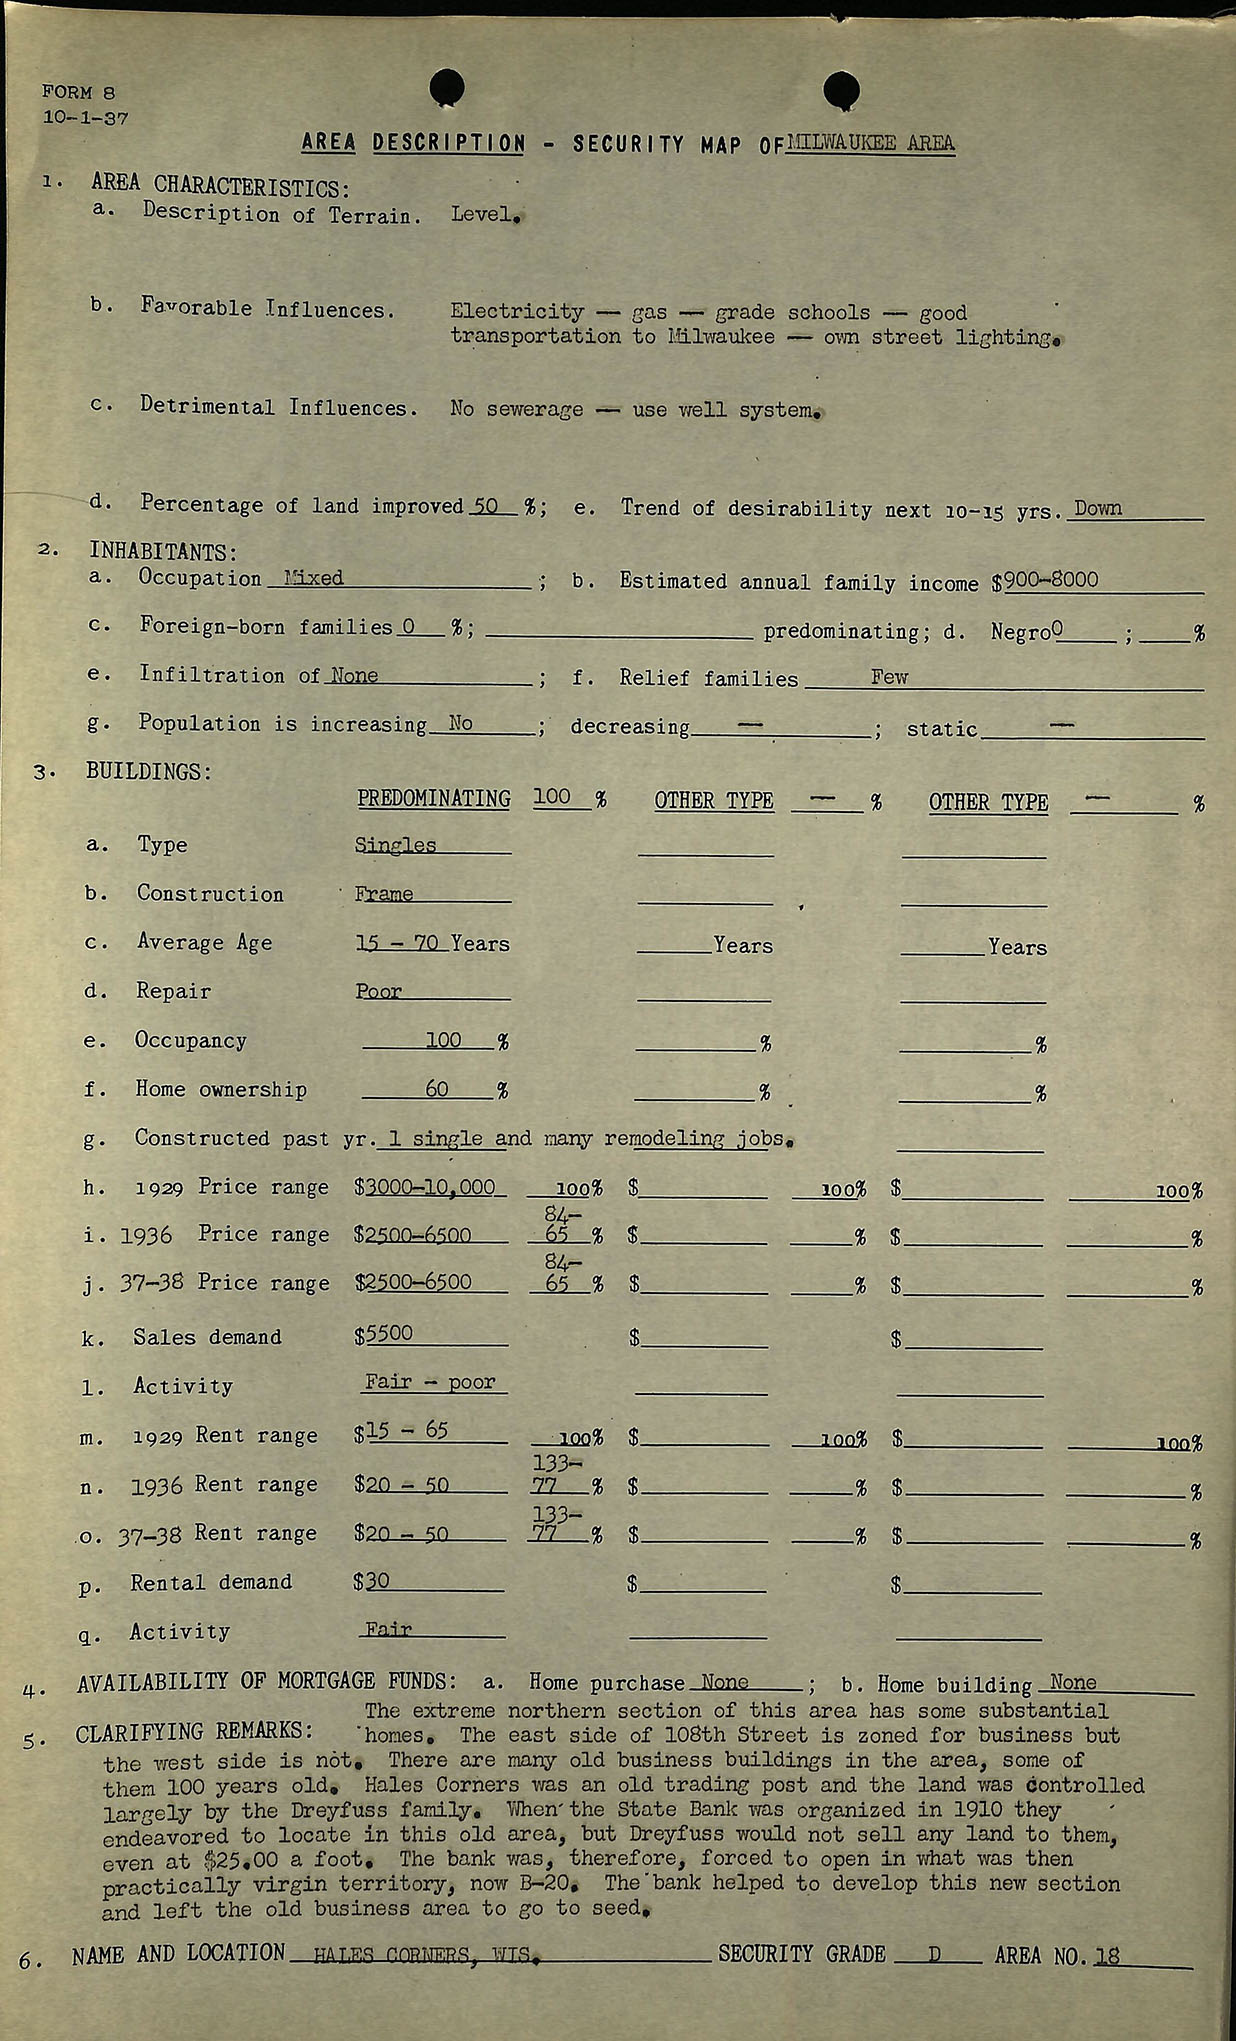 FORM 8
10-1-37
AREA DESCRIPTION - SECURITY MAP OF MILWAUKEE AREA
1. AREA CHARACTERISTICS:
a. Description of Terrain. Level.
b. Favorable Influences. Electricity — gas — grade schools — good
transportation to Milwaukee — own street lighting.
c. Detrimental Influences. No sewerage — use well system.
d. Percentage of land improved 50 %; e. Trend of desirability next 10-15 yrs. Down
2. INHABITANTS:
a. Occupation Mixed ; b. Estimated annual family income $900-8000
c. Foreign-born families 0 %; predominating; d. Negro 0 ; %
e. Infiltration of None ; f. Relief families Few
g. Population is increasing No ; decreasing — ; static —
3. BUILDINGS:
PREDOMINATING 100 % OTHER TYPE — % OTHER TYPE — %
a. Type Singles
b. Construction Frame
c. Average Age 15 - 70 Years Years Years
d. Repair Poor
e. Occupancy 100 % % %
f. Home ownership 60 % % %
g. Constructed past yr. 1 single and many remodeling jobs.
h. 1929 Price range $3000-10,000 100% $ 100% $ 100%
84-
i. 1936 Price range $2500-6500 65 % $ % $ %
84-
j. 37-38 Price range $2500-6500 65 % $ % $ %
k. Sales demand $5500 $ $
l. Activity Fair - poor
m. 1929 Rent range $15 - 65 100% $ 100% $ 100%
133-
n. 1936 Rent range $20 - 50 77 % $ % $ %
133-
o. 37-38 Rent range $20 - 50 77 % $ % $ %
p. Rental demand $30 $ $
q. Activity Fair
4. AVAILABILITY OF MORTGAGE FUNDS: a. Home purchase None ; b. Home building None
The extreme northern section of this area has some substantial
5. CLARIFYING REMARKS: homes. The east side of 108th Street is zoned for business but
the west side is not. There are many old business buildings in the area, some of
them 100 years old. Hales Corners was an old trading post and the land was controlled
largely by the Dreyfuss family. When the State Bank was organized in 1910 they
endeavored to locate in this old area, but Dreyfuss would not sell any land to them,
even at $25.00 a foot. The bank was, therefore, forced to open in what was then
practically virgin territory, now B-20. The bank helped to develop this new section
and left the old business area to go to seed.
6. NAME AND LOCATION HALES CORNERS, WIS. SECURITY GRADE D AREA NO. 18